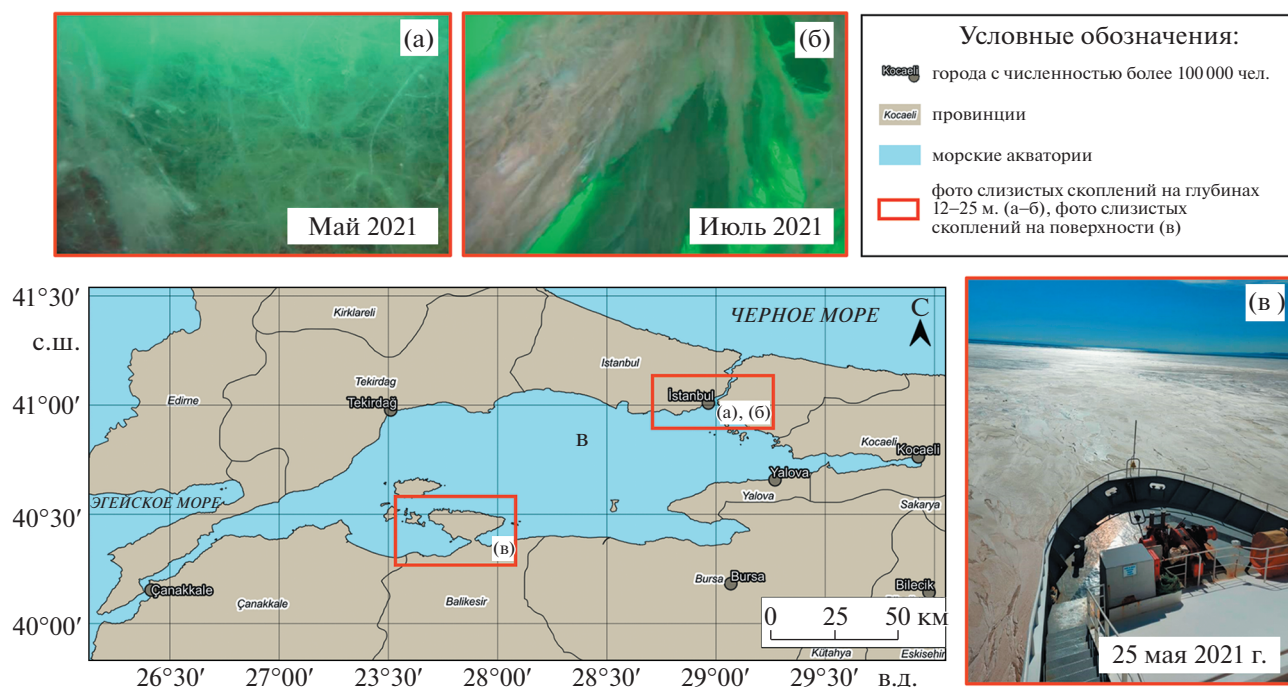 (а)
Май 2021
(б)
Июль 2021
Условные обозначения:
Kocaeli
города с численностью более 100 000 чел.
Kocaeli
провинции
морские акватории
фото слизистых скоплений на глубинах
12–25 м. (а–б), фото слизистых
скоплений на поверхности (в)
41°30′
с.ш.
41°00′
40°30′
40°00′
Kirklareli
ЧЕРНОЕ МОРЕ
С
Istanbul
Tekirdag
Tekirdağ
Edirne
İstanbul
(а), (б)
в
Kocaeli
Kocaeli
Yalova
Yalova
ЭГЕЙСКОЕ МОРЕ
Sakarya
(в)
Çanakkale
Çanakkale
Balikesir
Bursa
Bursa
Bilecik
0 25 50 км
Kütahya
Eskisehir
26°30′ 27°00′ 23°30′ 28°00′ 28°30′ 29°00′ 29°30′ в.д.
(в )
25 мая 2021 г.